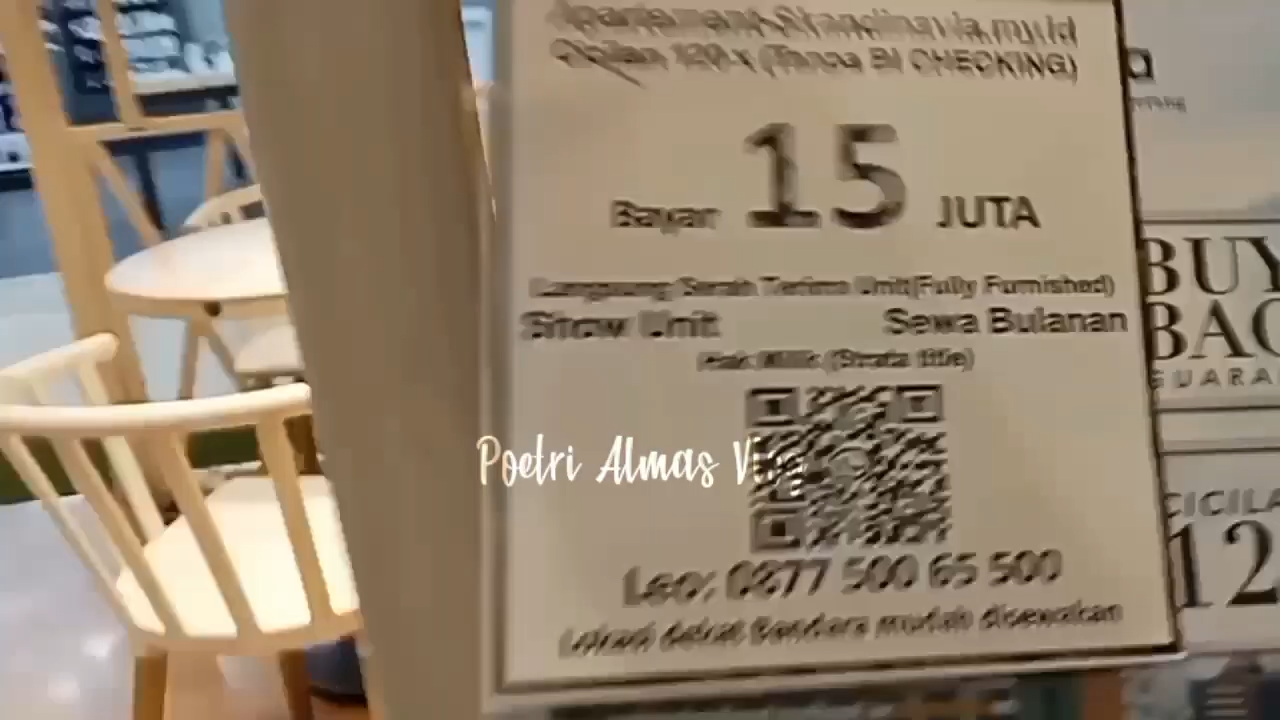 Apartement Skandinavia.my.id
Cicilan 120 x (Tanpa BI CHECKING)
Bayar 15 JUTA
Langsung Serah Terima Unit(Fully Furnished)
Show Unit Sewa Bulanan
Hak Milik (Strata title)
Poetri Almas Vlog
Leo: 0877 500 65 500
Lokasi dekat Bandara mudah disewakan
BUY
BAC
GUARA
CICILA
12